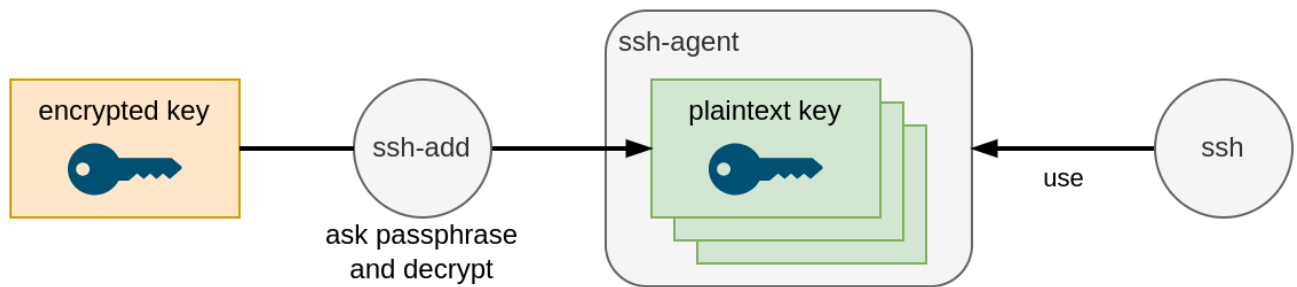 ssh-agent
encrypted key
ssh-add
plaintext key
ssh
use
ask passphrase
and decrypt